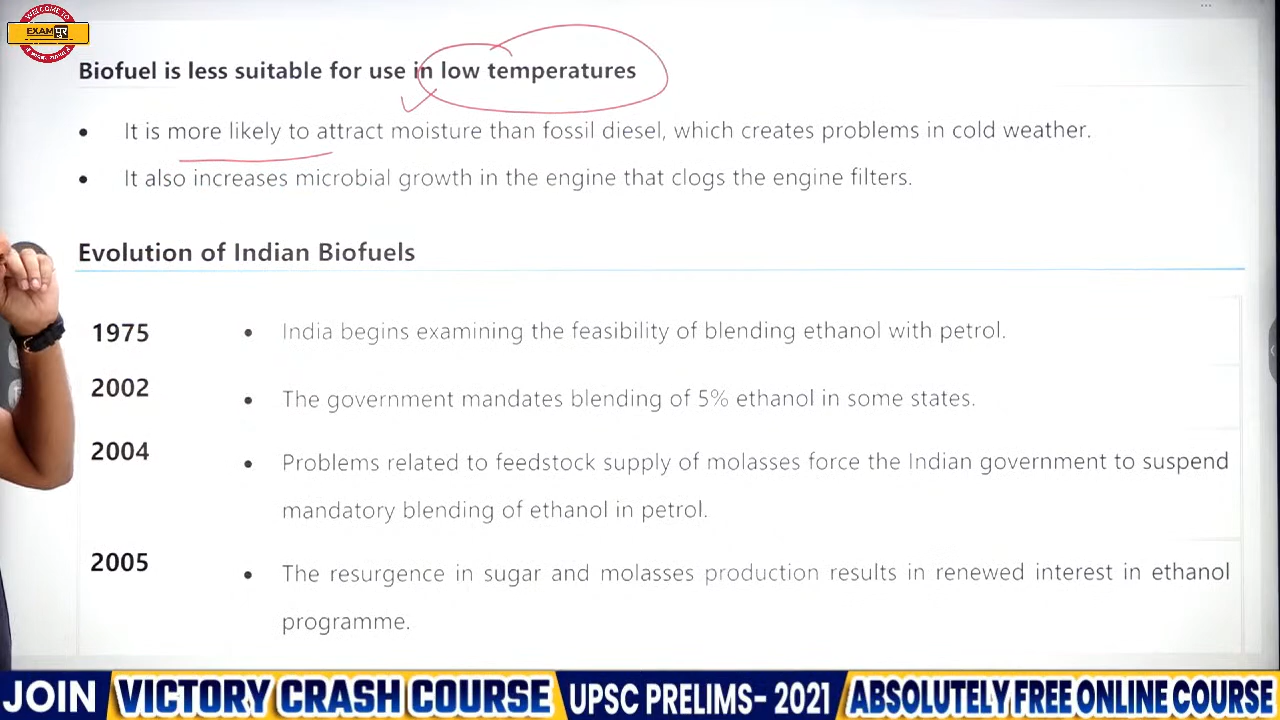 WELCOME TO
EXAM पुर
Biofuel is less suitable for use in low temperatures
• It is more likely to attract moisture than fossil diesel, which creates problems in cold weather.
• It also increases microbial growth in the engine that clogs the engine filters.
Evolution of Indian Biofuels
1975 • India begins examining the feasibility of blending ethanol with petrol.
2002 • The government mandates blending of 5% ethanol in some states.
2004 • Problems related to feedstock supply of molasses force the Indian government to suspend
mandatory blending of ethanol in petrol.
2005 • The resurgence in sugar and molasses production results in renewed interest in ethanol
programme.
JOIN VICTORY CRASH COURSE UPSC PRELIMS- 2021 ABSOLUTELY FREE ONLINE COURSE